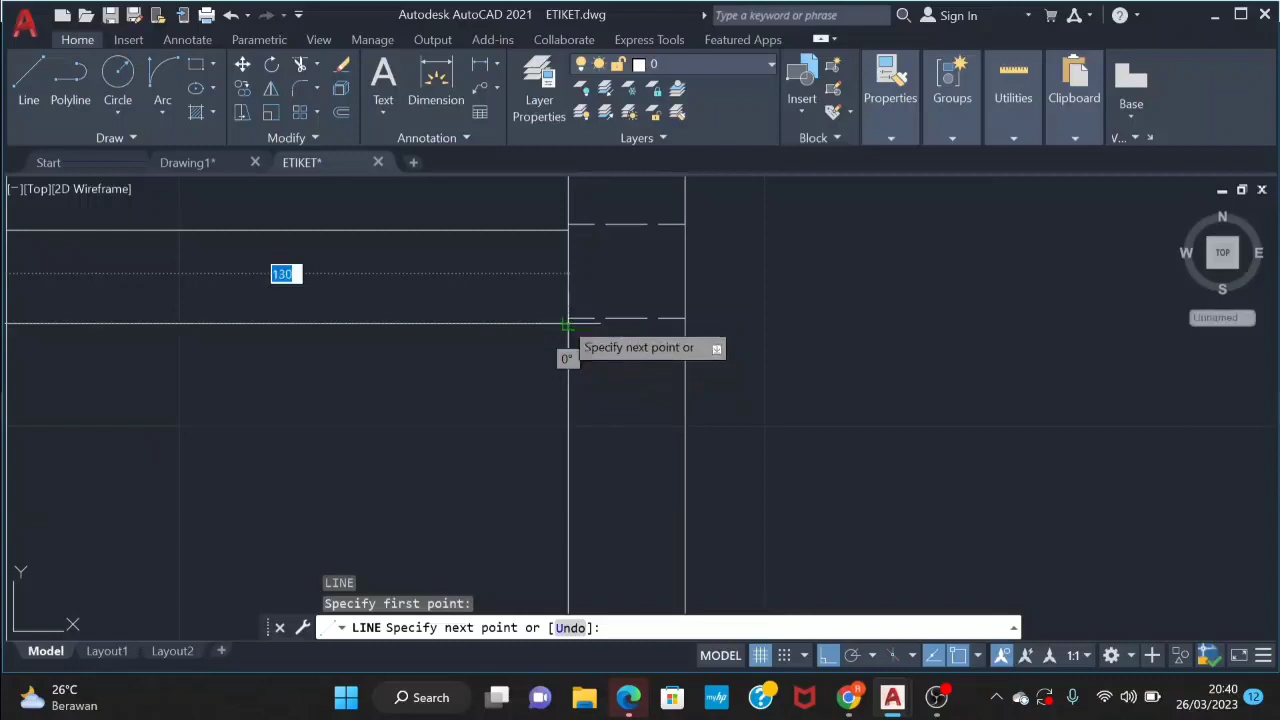 Autodesk AutoCAD 2021 ETIKET.dwg
Type a keyword or phrase
Sign In
Home Insert Annotate Parametric View Manage Output Add-ins Collaborate Express Tools Featured Apps
0
Line Polyline Circle Arc
Text Dimension
Layer
Properties
Insert
Properties Groups Utilities Clipboard Base
Draw Modify Annotation Layers Block V...
Start Drawing1* ETIKET*
[−][Top][2D Wireframe]
N
W TOP E
S
Unnamed
130
Specify next point or
0°
Y
X
LINE
Specify first point:
LINE Specify next point or [Undo]:
Model Layout1 Layout2
MODEL
1:1
26°C
Berawan
Search
20:40
26/03/2023
12